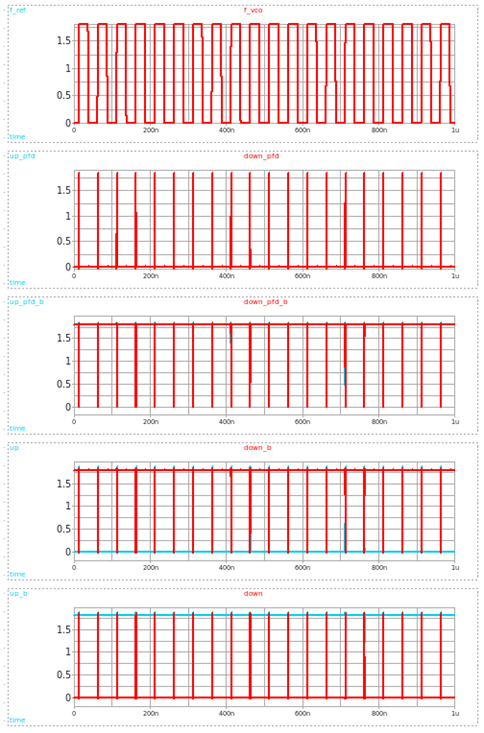 f_ref f_vco
1.5
1
0.5
0
0 200n 400n 600n 800n 1u
time
up_pfd down_pfd
1.5
1
0.5
0
0 200n 400n 600n 800n 1u
time
up_pfd_b down_pfd_b
1.5
1
0.5
0
0 200n 400n 600n 800n 1u
time
up down_b
1.5
1
0.5
0
0 200n 400n 600n 800n 1u
time
up_b down
1.5
1
0.5
0
0 200n 400n 600n 800n 1u
time